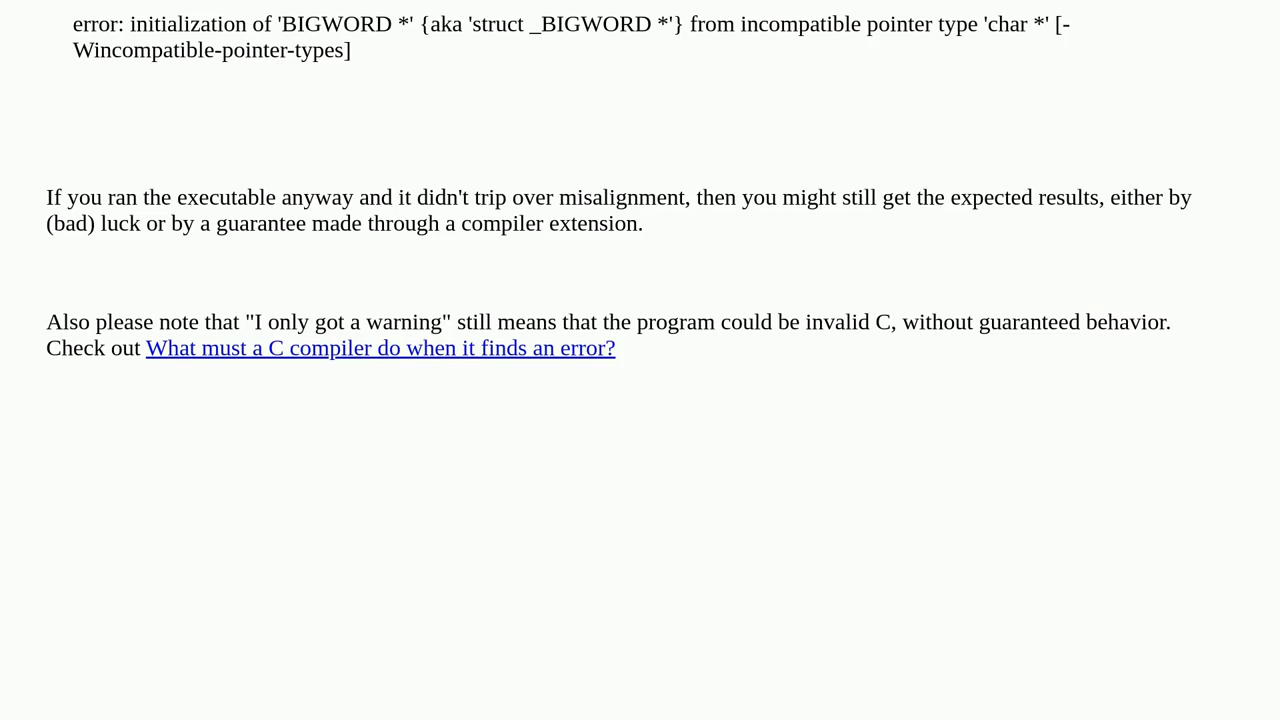 error: initialization of 'BIGWORD *' {aka 'struct _BIGWORD *'} from incompatible pointer type 'char *' [-
Wincompatible-pointer-types]
If you ran the executable anyway and it didn't trip over misalignment, then you might still get the expected results, either by
(bad) luck or by a guarantee made through a compiler extension.
Also please note that "I only got a warning" still means that the program could be invalid C, without guaranteed behavior.
Check out What must a C compiler do when it finds an error?